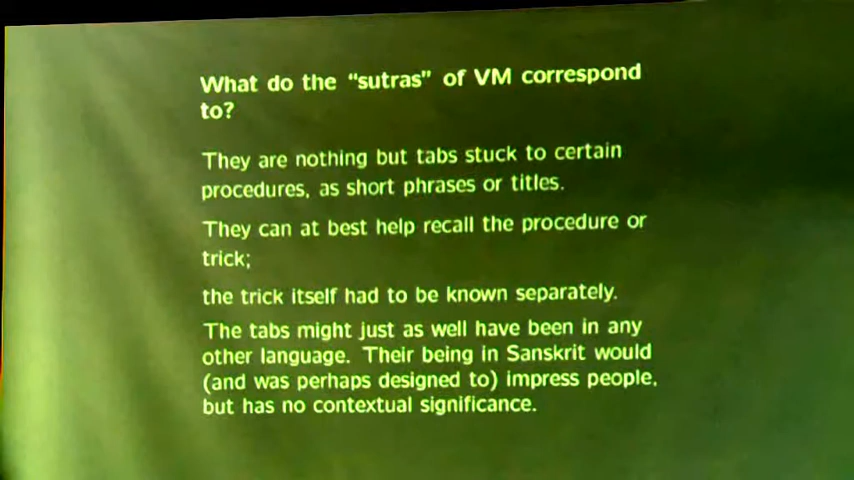 What do the "sutras" of VM correspond
to?
They are nothing but tabs stuck to certain
procedures, as short phrases or titles.
They can at best help recall the procedure or
trick;
the trick itself had to be known separately.
The tabs might just as well have been in any
other language. Their being in Sanskrit would
(and was perhaps designed to) impress people,
but has no contextual significance.